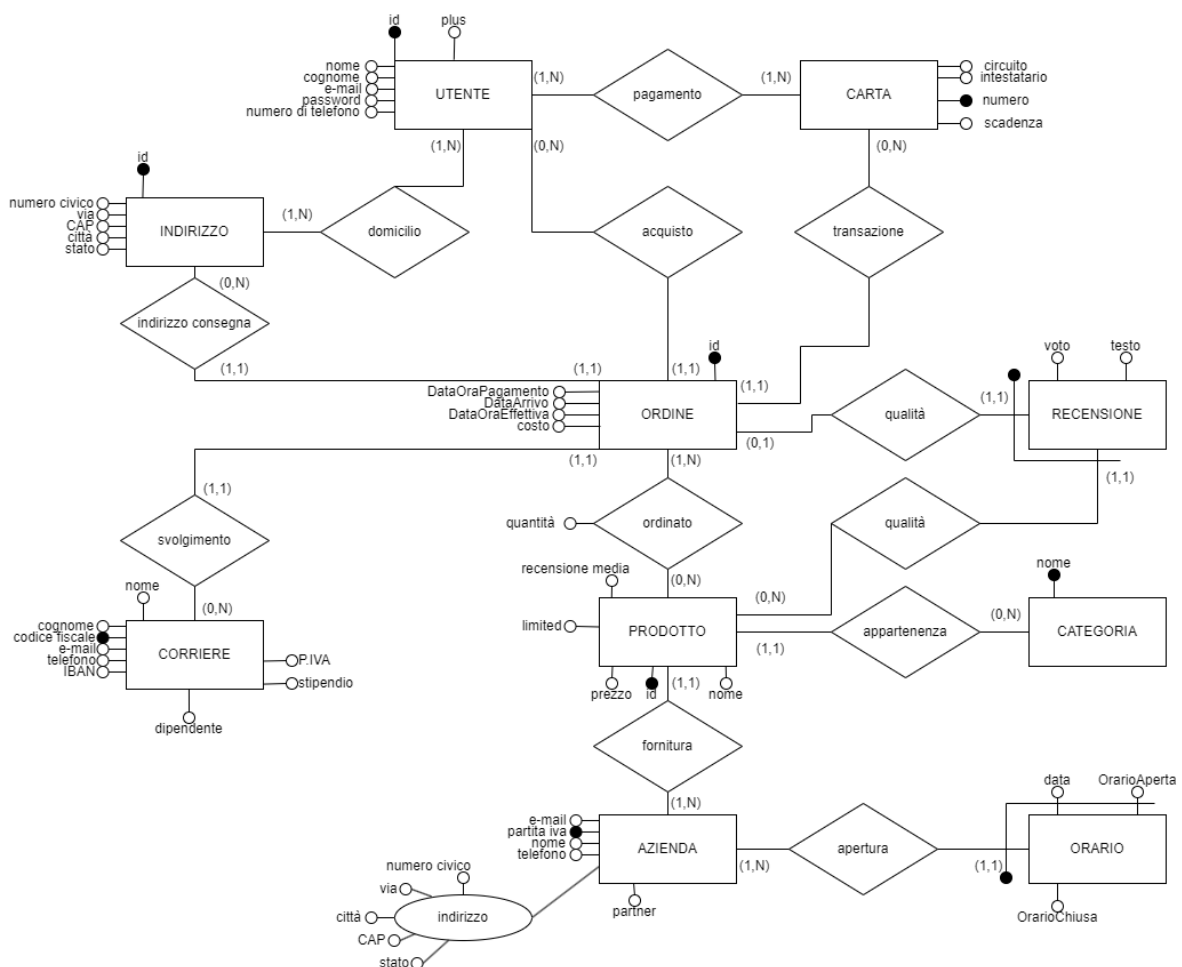 id
plus
nome
cognome
e-mail
password
numero di telefono
UTENTE
(1,N)
pagamento
(1,N)
CARTA
circuito
intestatario
numero
scadenza
(1,N)
(0,N)
(0,N)
id
numero civico
via
CAP
città
stato
INDIRIZZO
(1,N)
domicilio
acquisto
transazione
(0,N)
indirizzo consegna
(1,1)
(1,1)
(1,1)
id
(1,1)
DataOraPagamento
DataArrivo
DataOraEffettiva
costo
ORDINE
(0,1)
qualità
(1,1)
voto
testo
RECENSIONE
(1,1)
(1,1)
(1,N)
(1,1)
svolgimento
quantità
ordinato
qualità
nome
(0,N)
recensione media
(0,N)
(0,N)
limited
PRODOTTO
(1,1)
appartenenza
(0,N)
nome
CATEGORIA
cognome
codice fiscale
e-mail
telefono
IBAN
CORRIERE
P.IVA
stipendio
dipendente
prezzo
id
(1,1)
nome
fornitura
(1,N)
e-mail
partita iva
nome
telefono
AZIENDA
(1,N)
apertura
(1,1)
data
OrarioAperta
ORARIO
OrarioChiusa
partner
numero civico
via
città
CAP
stato
indirizzo